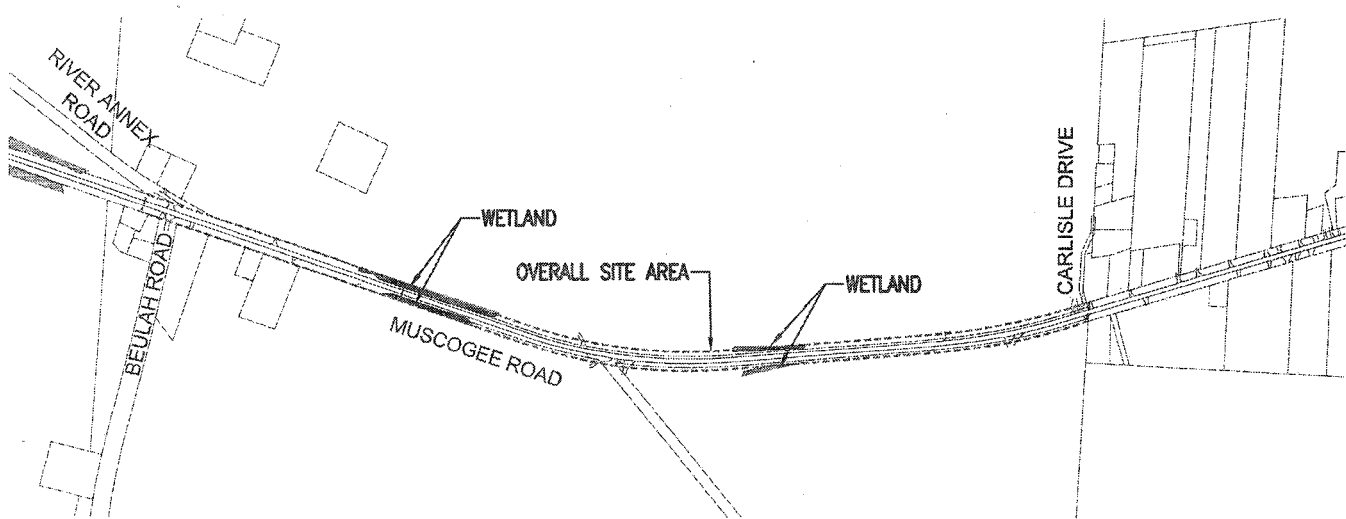 RIVER ANNEX
ROAD
WETLAND
OVERALL SITE AREA
WETLAND
CARLISLE DRIVE
BEULAH ROAD
MUSCOGEE ROAD